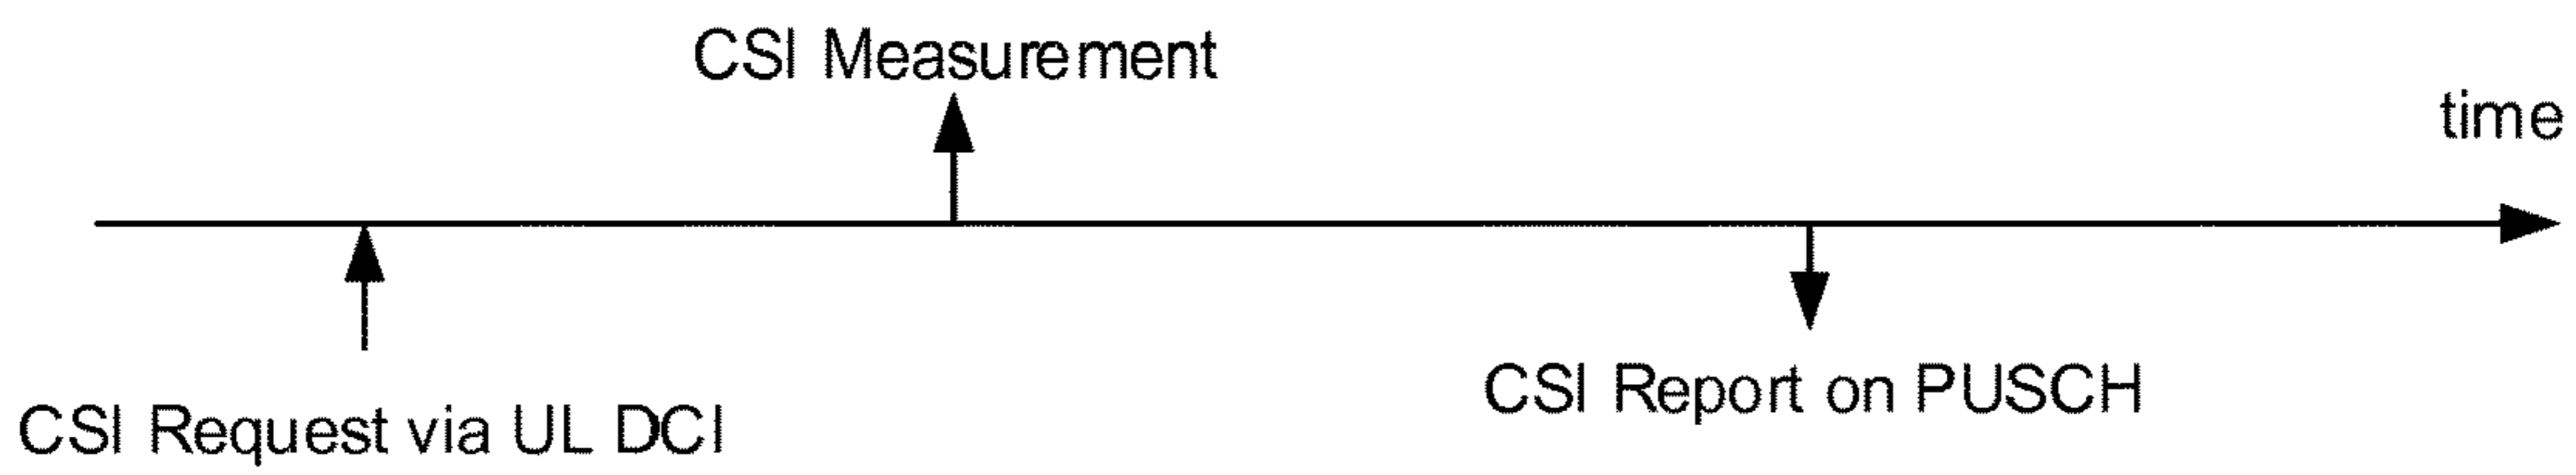 CSI Measurement
time
CSI Report on PUSCH
CSI Request via UL DCI